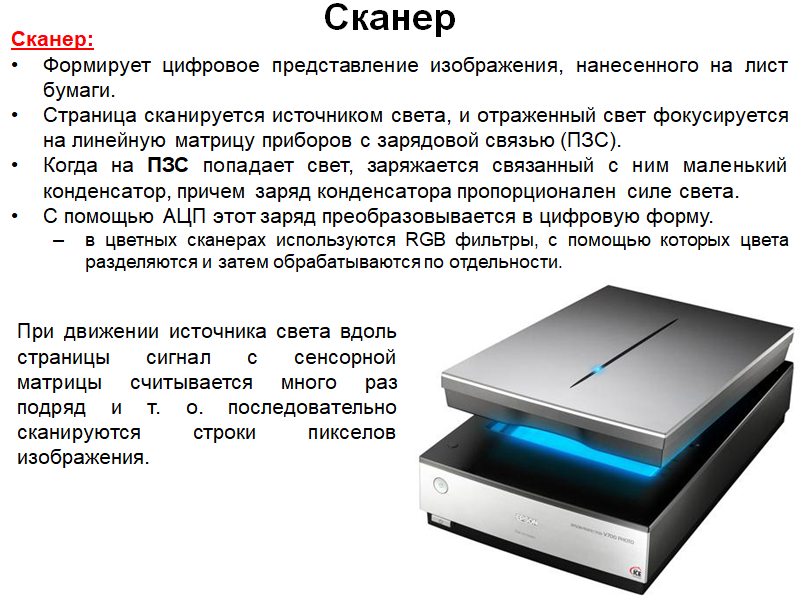 Сканер
Сканер:
• Формирует цифровое представление изображения, нанесенного на лист
бумаги.
• Страница сканируется источником света, и отраженный свет фокусируется
на линейную матрицу приборов с зарядовой связью (ПЗС).
• Когда на ПЗС попадает свет, заряжается связанный с ним маленький
конденсатор, причем заряд конденсатора пропорционален силе света.
• С помощью АЦП этот заряд преобразовывается в цифровую форму.
– в цветных сканерах используются RGB фильтры, с помощью которых цвета
разделяются и затем обрабатываются по отдельности.
При движении источника света вдоль
страницы сигнал с сенсорной
матрицы считывается много раз
подряд и т. о. последовательно
сканируются строки пикселов
изображения.
EPSON
V700 PHOTO